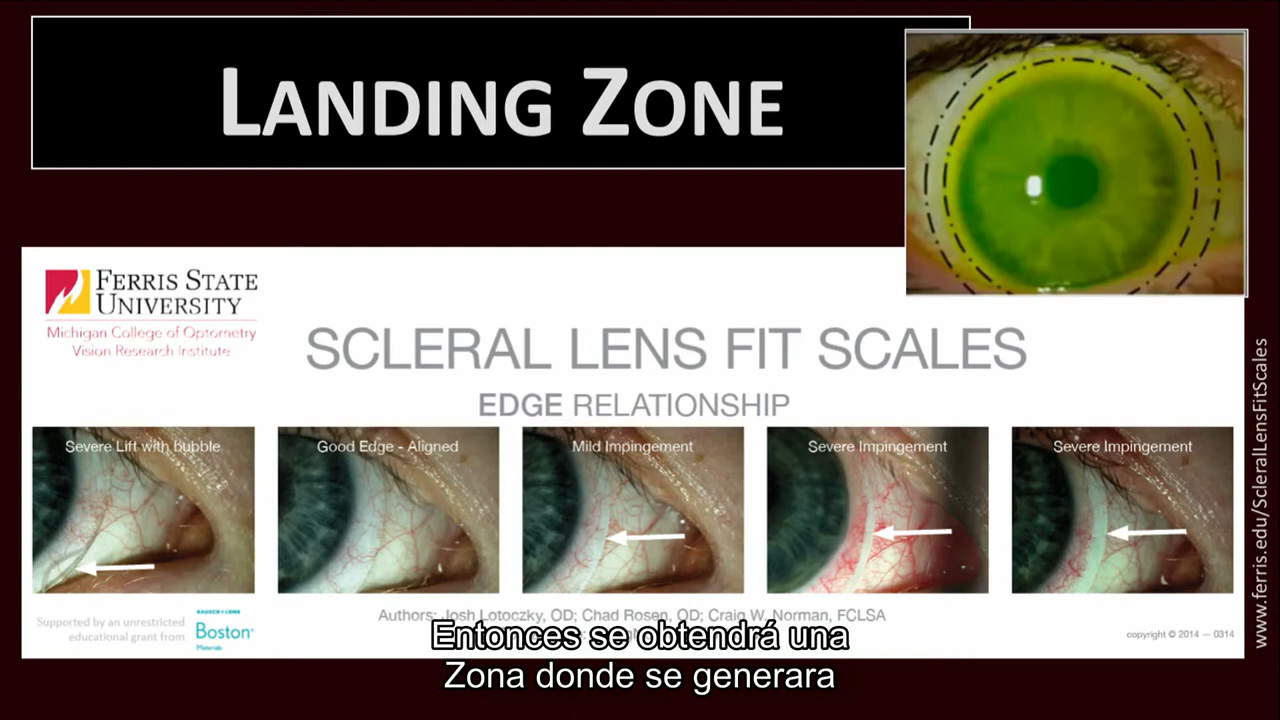 LANDING ZONE
FERRIS STATE
UNIVERSITY
Michigan College of Optometry
Vision Research Institute
SCLERAL LENS FIT SCALES
EDGE RELATIONSHIP
Severe Lift with bubble
Good Edge - Aligned
Mild Impingement
Severe Impingement
Severe Impingement
Supported by an unrestricted
educational grant from
BAUSCH + LOMB
Boston
Materials
Authors: Josh Lotoczky, OD; Chad Rosen, OD; Craig W. Norman, FCLSA
copyright © 2014 — 0314
www.ferris.edu/ScleralLensFitScales
Entonces se obtendrá una
Zona donde se generara